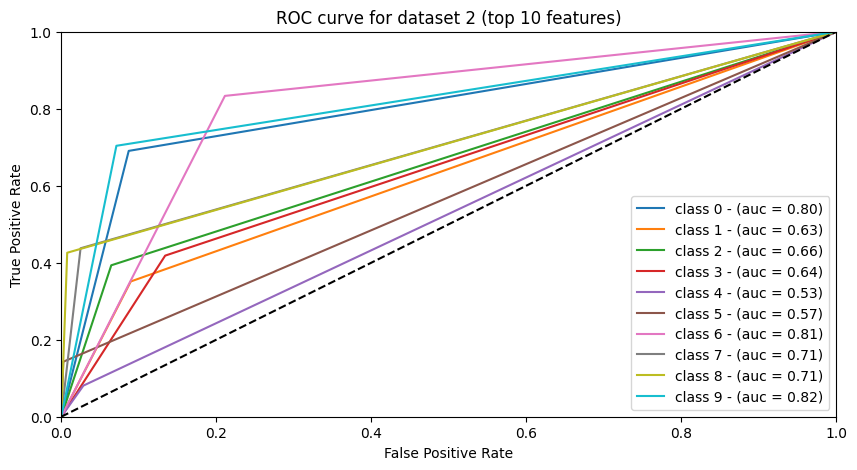 ROC curve for dataset 2 (top 10 features)
True Positive Rate
1.0
0.8
0.6
0.4
0.2
0.0
class 0 - (auc = 0.80)
class 1 - (auc = 0.63)
class 2 - (auc = 0.66)
class 3 - (auc = 0.64)
class 4 - (auc = 0.53)
class 5 - (auc = 0.57)
class 6 - (auc = 0.81)
class 7 - (auc = 0.71)
class 8 - (auc = 0.71)
class 9 - (auc = 0.82)
0.0 0.2 0.4 0.6 0.8 1.0
False Positive Rate